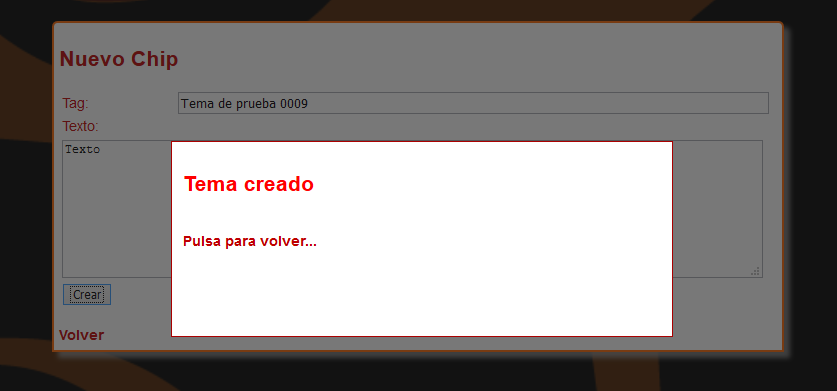 Nuevo Chip
Tag:
Tema de prueba 0009
Texto:
Texto
Tema creado
Pulsa para volver...
Crear
Volver